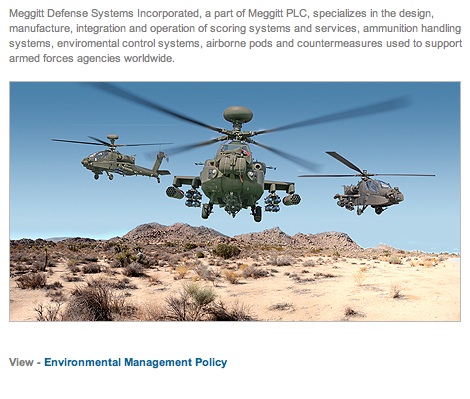 Meggitt Defense Systems Incorporated, a part of Meggitt PLC, specializes in the design,
manufacture, integration and operation of scoring systems and services, ammunition handling
systems, enviromental control systems, airborne pods and countermeasures used to support
armed forces agencies worldwide.
View - Environmental Management Policy